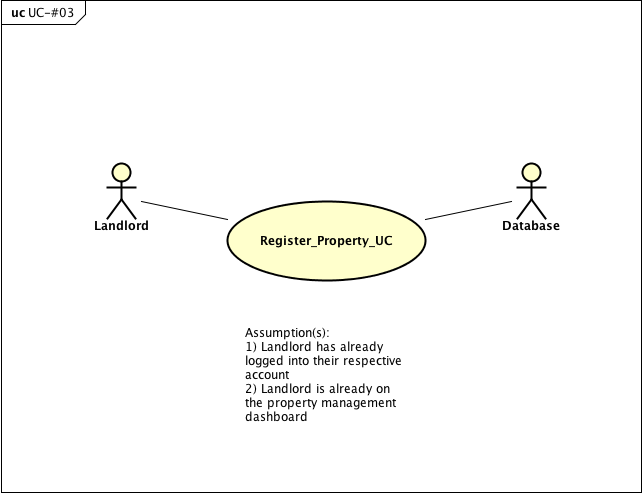 uc UC-#03
Landlord
Database
Register_Property_UC
Assumption(s):
1) Landlord has already
logged into their respective
account
2) Landlord is already on
the property management
dashboard